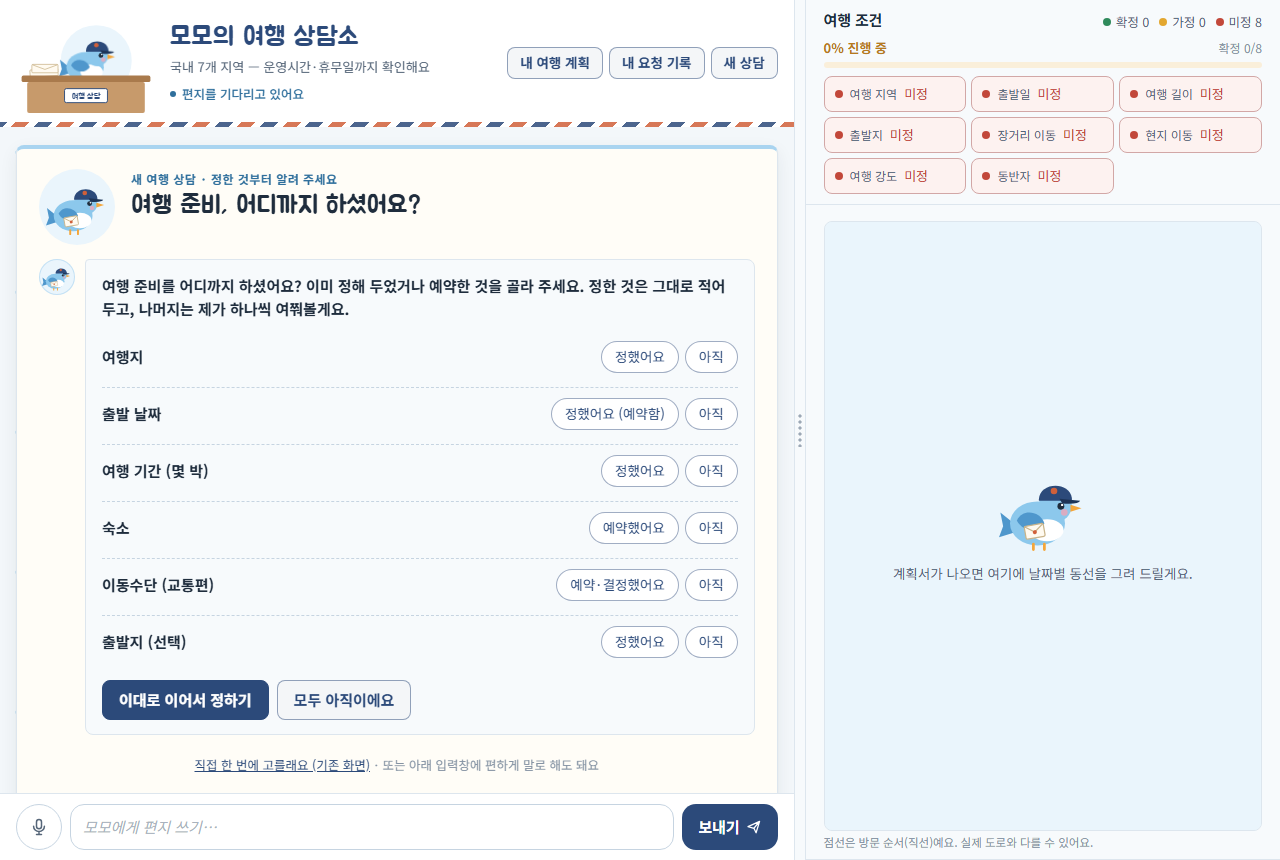 모모의 여행 상담소
국내 7개 지역 — 운영시간·휴무일까지 확인해요
편지를 기다리고 있어요
여행 상담
내 여행 계획
내 요청 기록
새 상담
새 여행 상담 · 정한 것부터 알려 주세요
여행 준비, 어디까지 하셨어요?
여행 준비를 어디까지 하셨어요? 이미 정해 두었거나 예약한 것을 골라 주세요. 정한 것은 그대로 적어
두고, 나머지는 제가 하나씩 여쭤볼게요.
여행지 정했어요 아직
출발 날짜 정했어요 (예약함) 아직
여행 기간 (몇 박) 정했어요 아직
숙소 예약했어요 아직
이동수단 (교통편) 예약·결정했어요 아직
출발지 (선택) 정했어요 아직
이대로 이어서 정하기 모두 아직이에요
직접 한 번에 고를래요 (기존 화면) · 또는 아래 입력창에 편하게 말로 해도 돼요
모모에게 편지 쓰기…
보내기
여행 조건
확정 0 가정 0 미정 8
0% 진행 중 확정 0/8
여행 지역 미정 출발일 미정 여행 길이 미정
출발지 미정 장거리 이동 미정 현지 이동 미정
여행 강도 미정 동반자 미정
계획서가 나오면 여기에 날짜별 동선을 그려 드릴게요.
점선은 방문 순서(직선)예요. 실제 도로와 다를 수 있어요.